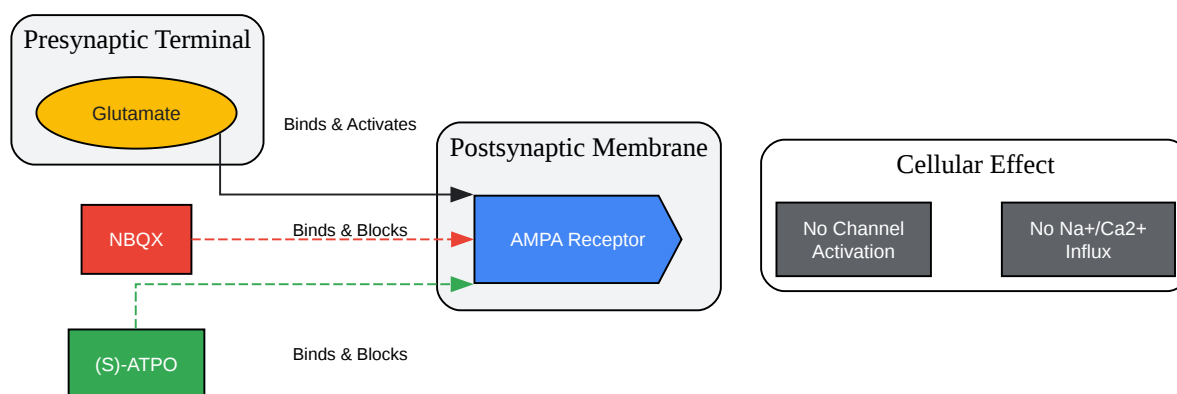 Presynaptic Terminal
Glutamate
Binds & Activates
Postsynaptic Membrane
Cellular Effect
NBQX
Binds & Blocks
AMPA Receptor
No Channel
Activation
No Na+/Ca2+
Influx
(S)-ATPO
Binds & Blocks